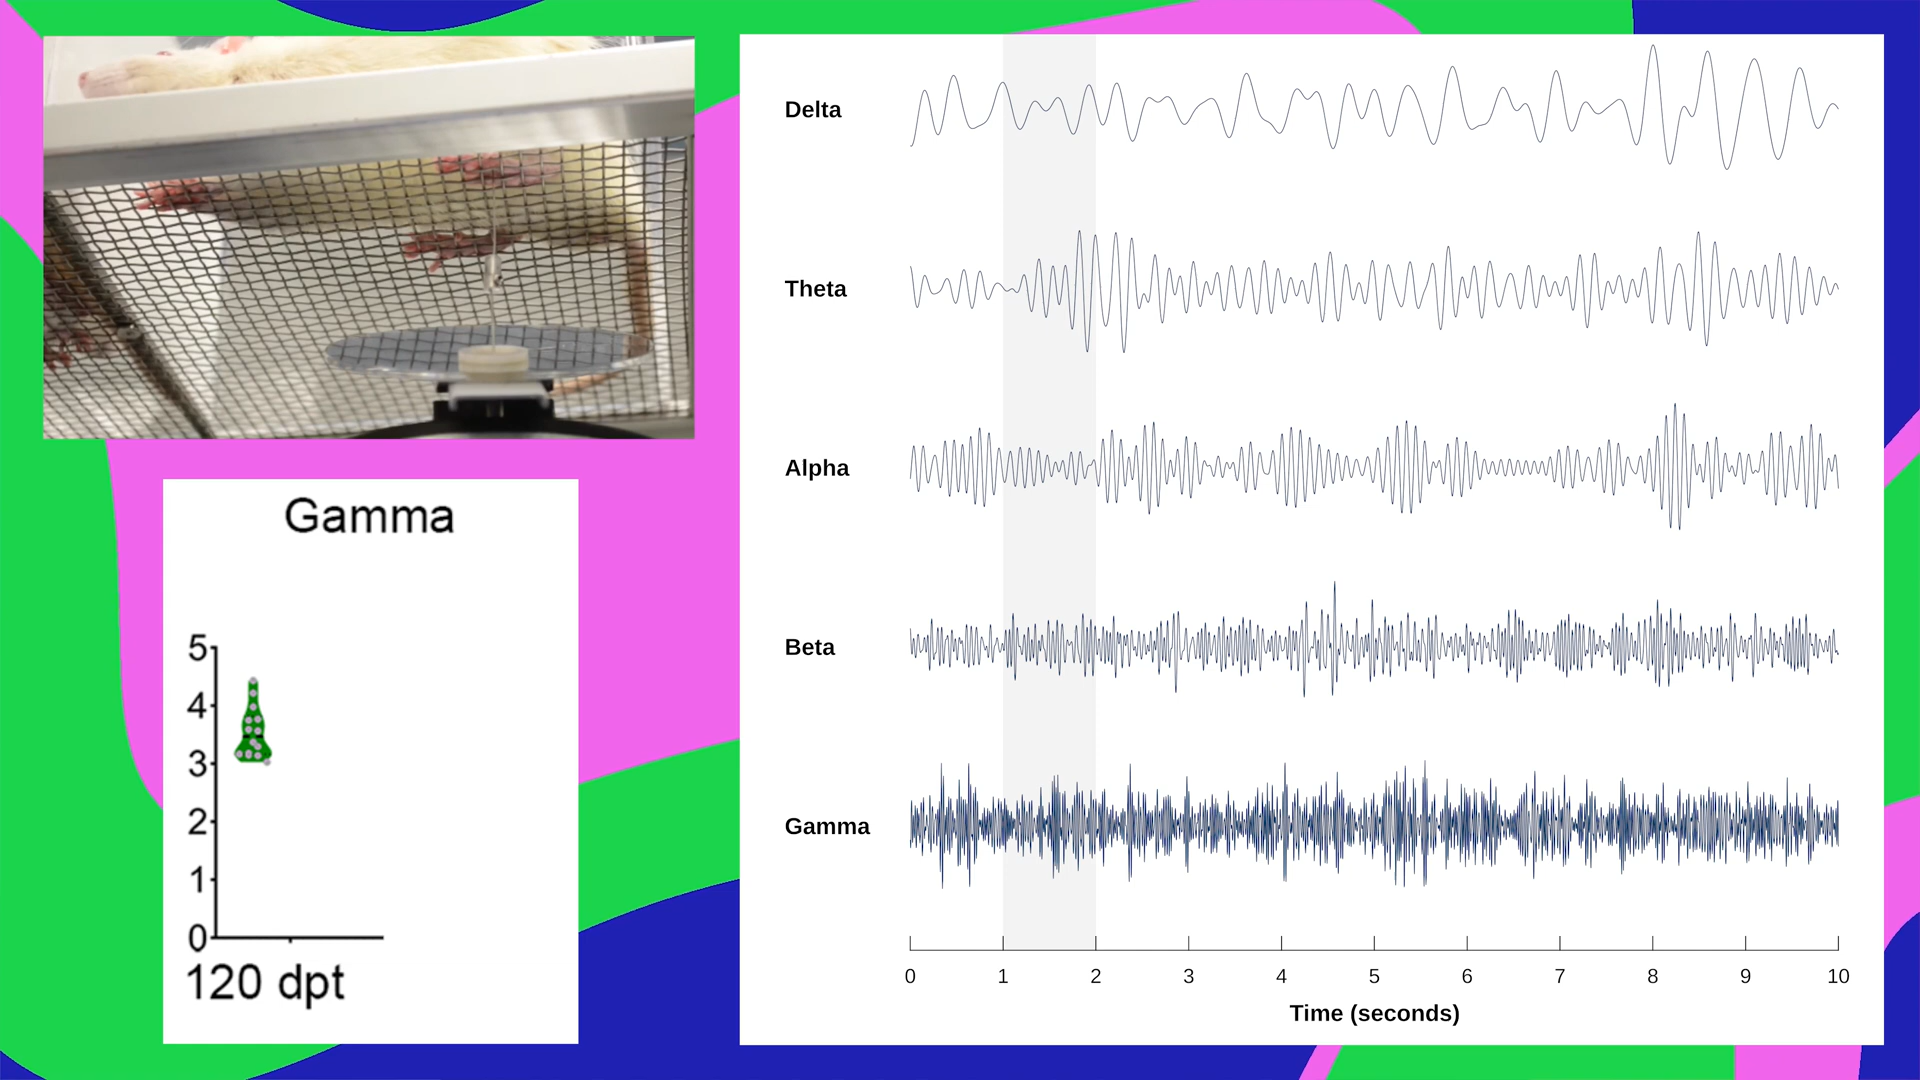 Gamma
5
4
3
2
1
0
120 dpt
Delta
Theta
Alpha
Beta
Gamma
0 1 2 3 4 5 6 7 8 9 10
Time (seconds)